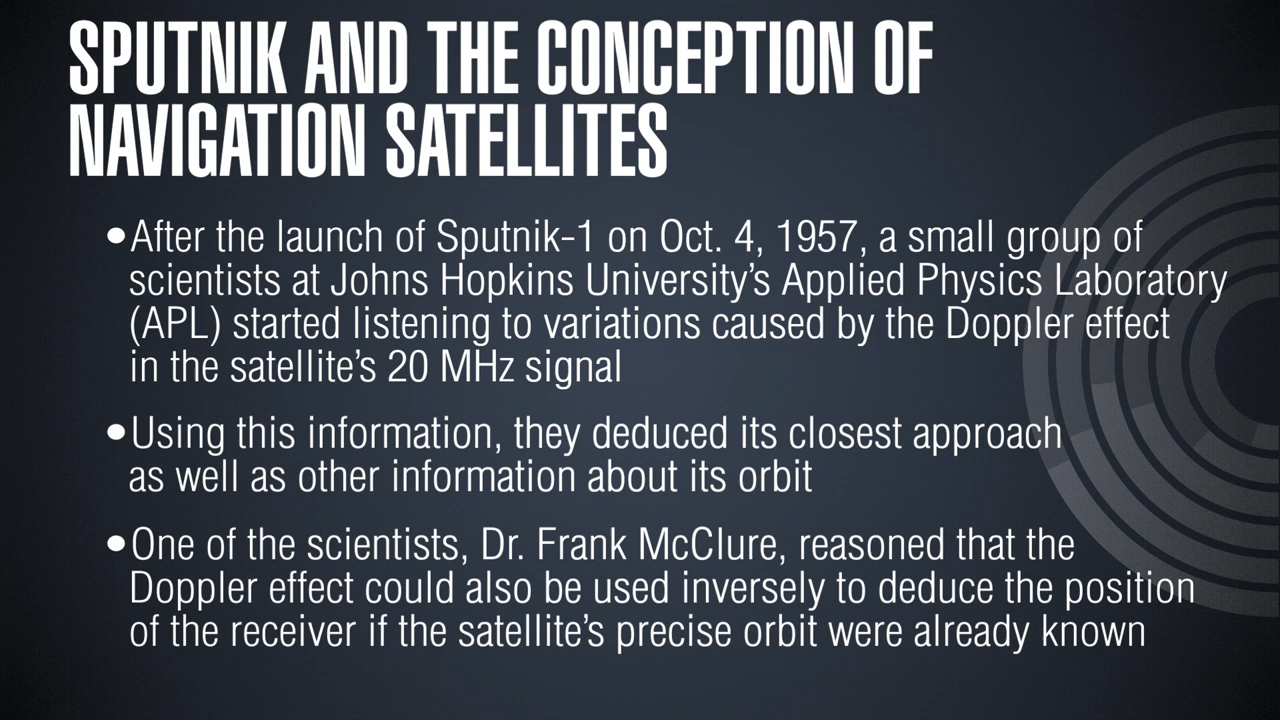 SPUTNIK AND THE CONCEPTION OF
NAVIGATION SATELLITES
•After the launch of Sputnik-1 on Oct. 4, 1957, a small group of
scientists at Johns Hopkins University’s Applied Physics Laboratory
(APL) started listening to variations caused by the Doppler effect
in the satellite’s 20 MHz signal
•Using this information, they deduced its closest approach
as well as other information about its orbit
•One of the scientists, Dr. Frank McClure, reasoned that the
Doppler effect could also be used inversely to deduce the position
of the receiver if the satellite’s precise orbit were already known